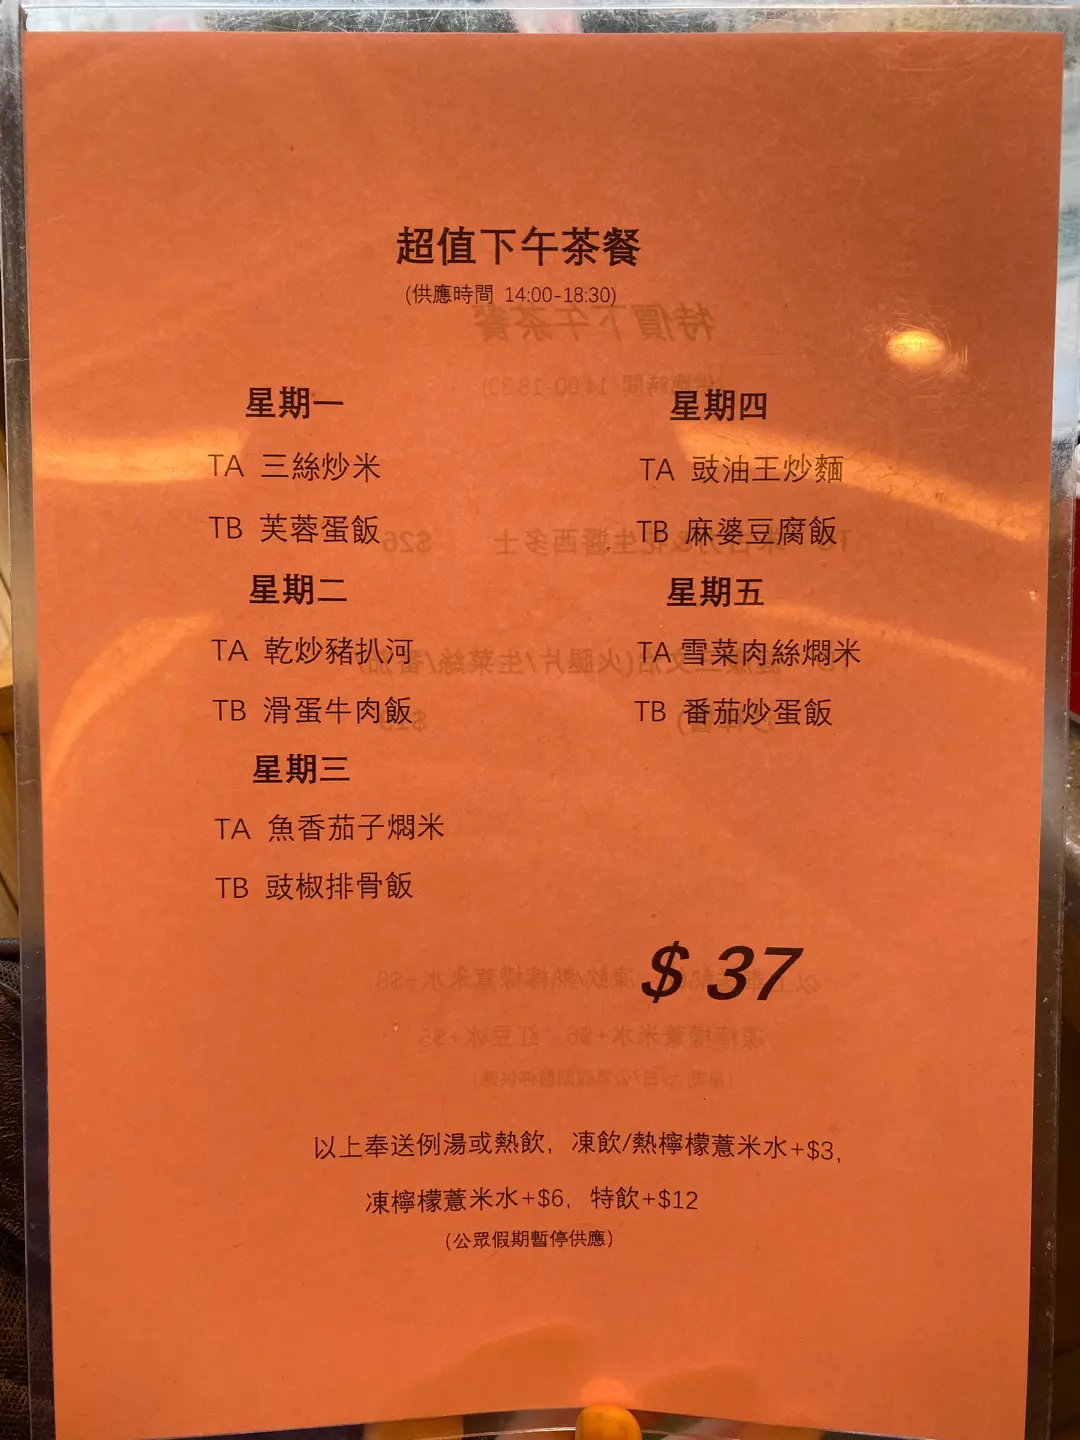 超值下午茶餐
(供應時間 14:00-18:30)
星期一
TA 三絲炒米
TB 芙蓉蛋飯
星期二
TA 乾炒豬扒河
TB 滑蛋牛肉飯
星期三
TA 魚香茄子燜米
TB 豉椒排骨飯
星期四
TA 豉油王炒麵
TB 麻婆豆腐飯
星期五
TA 雪菜肉絲燜米
TB 番茄炒蛋飯
$ 37
以上奉送例湯或熱飲，凍飲/熱檸檬薏米水+$3，
凍檸檬薏米水+$6，特飲+$12
(公眾假期暫停供應)